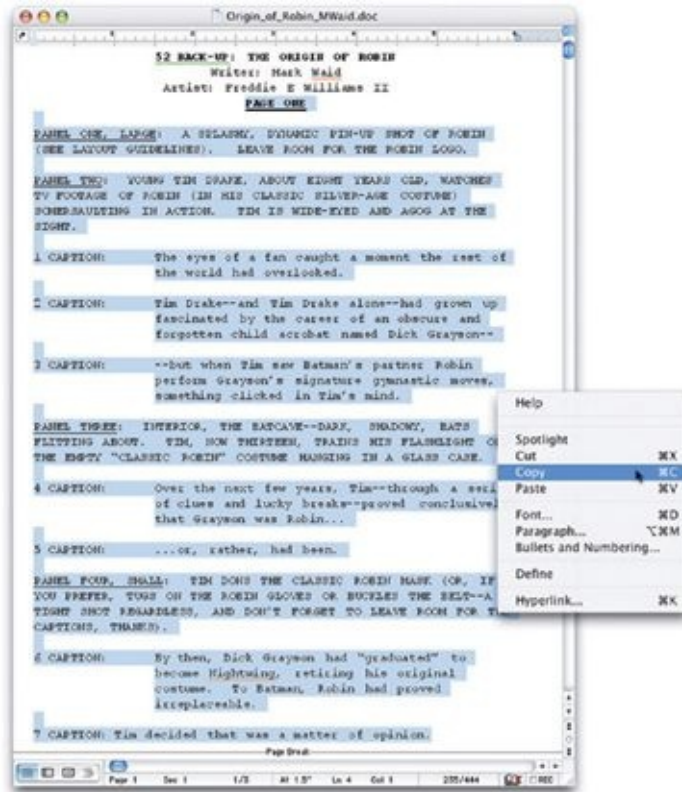 Origin_of_Robin_MWaid.doc
52 BACK-UP: THE ORIGIN OF ROBIN
Writer: Mark Waid
Artist: Freddie E Williams II
PAGE ONE
PANEL ONE, LARGE: A SPLASHY, DYNAMIC PIN-UP SHOT OF ROBIN
(SEE LAYOUT GUIDELINES). LEAVE ROOM FOR THE ROBIN LOGO.
PANEL TWO: YOUNG TIM DRAKE, ABOUT EIGHT YEARS OLD, WATCHES
TV FOOTAGE OF ROBIN (IN HIS CLASSIC SILVER-AGE COSTUME)
SOMERSAULTING IN ACTION. TIM IS WIDE-EYED AND AGOG AT THE
SIGHT.
1 CAPTION: The eyes of a fan caught a moment the rest of
the world had overlooked.
2 CAPTION: Tim Drake--and Tim Drake alone--had grown up
fascinated by the career of an obscure and
forgotten child acrobat named Dick Grayson--
3 CAPTION: --but when Tim saw Batman's partner Robin
perform Grayson's signature gymnastic moves,
something clicked in Tim's mind.
PANEL THREE: INTERIOR, THE BATCAVE--DARK, SHADOWY, BATS
FLITTING ABOUT. TIM, NOW THIRTEEN, TRAINS HIS FLASHLIGHT O
THE EMPTY "CLASSIC ROBIN" COSTUME HANGING IN A GLASS CASE.
4 CAPTION: Over the next few years, Tim--through a seri
of clues and lucky breaks--proved conclusivel
that Grayson was Robin...
5 CAPTION: ...or, rather, had been.
PANEL FOUR, SMALL: TIM DONS THE CLASSIC ROBIN MASK (OR, IF
YOU PREFER, TUGS ON THE ROBIN GLOVES OR BUCKLES THE BELT--A
TIGHT SHOT REGARDLESS, AND DON'T FORGET TO LEAVE ROOM FOR T
CAPTIONS, THANKS).
6 CAPTION: By then, Dick Grayson had "graduated" to
become Nightwing, retiring his original
costume. To Batman, Robin had proved
irreplaceable.
7 CAPTION: Tim decided that was a matter of opinion.
Page Break
Page 1 Sec 1 1/3 At 1.5" Ln 4 Col 1 235/444 REC
Help
Spotlight
Cut ⌘X
Copy ⌘C
Paste ⌘V
Font... ⌘D
Paragraph... ⌥⌘M
Bullets and Numbering...
Define
Hyperlink... ⌘K